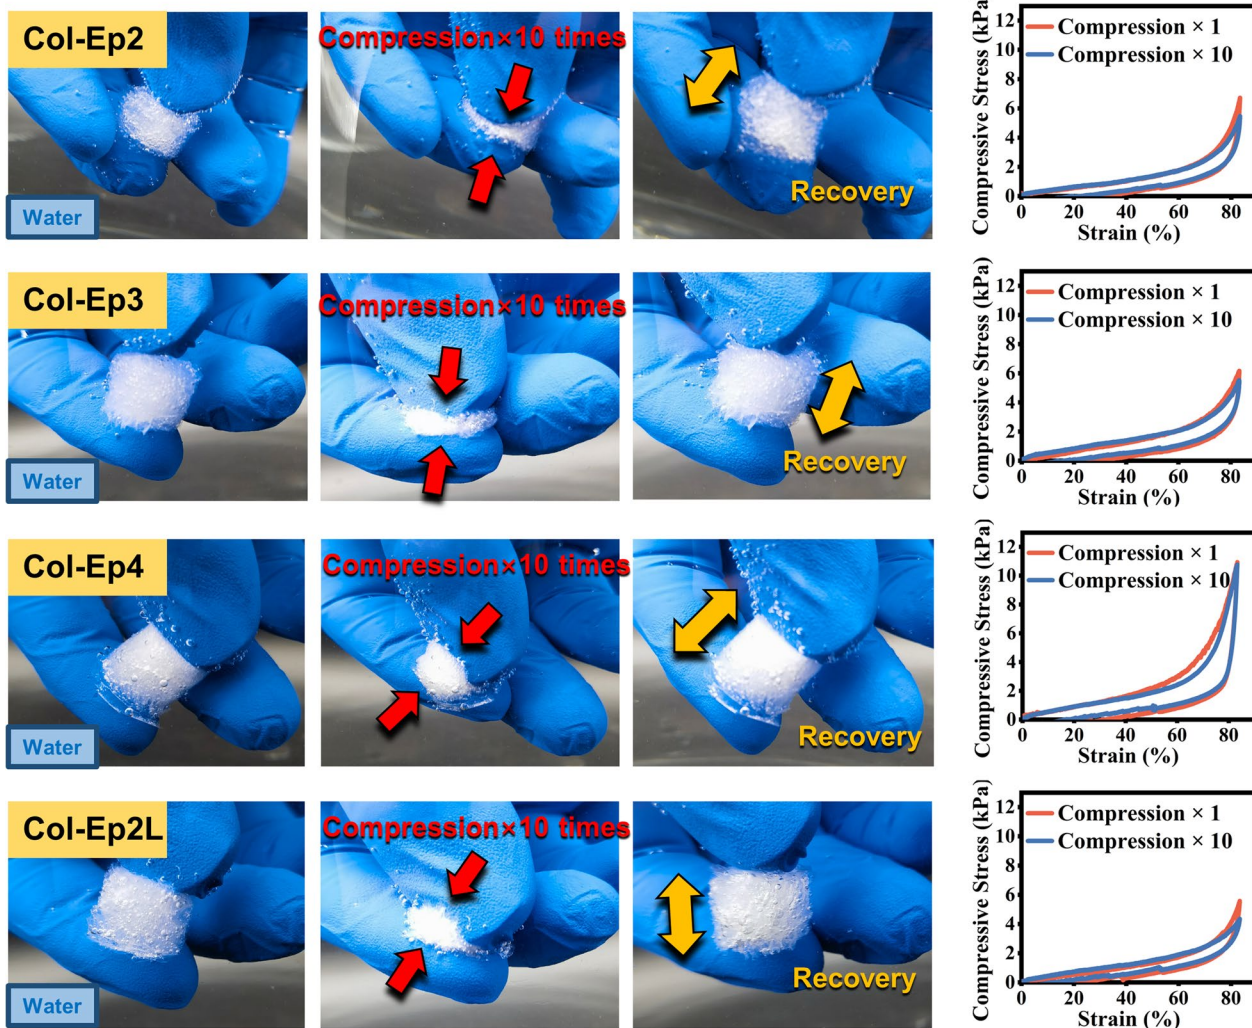 Col-Ep2
Compression×10 times
Recovery
Water
Compressive Stress (kPa)
12
10
8
6
4
2
0
Compression × 1
Compression × 10
0 20 40 60 80
Strain (%)
Col-Ep3
Compression×10 times
Recovery
Water
Compressive Stress (kPa)
12
10
8
6
4
2
0
Compression × 1
Compression × 10
0 20 40 60 80
Strain (%)
Col-Ep4
Compression×10 times
Recovery
Water
Compressive Stress (kPa)
12
10
8
6
4
2
0
Compression × 1
Compression × 10
0 20 40 60 80
Strain (%)
Col-Ep2L
Compression×10 times
Recovery
Water
Compressive Stress (kPa)
12
10
8
6
4
2
0
Compression × 1
Compression × 10
0 20 40 60 80
Strain (%)